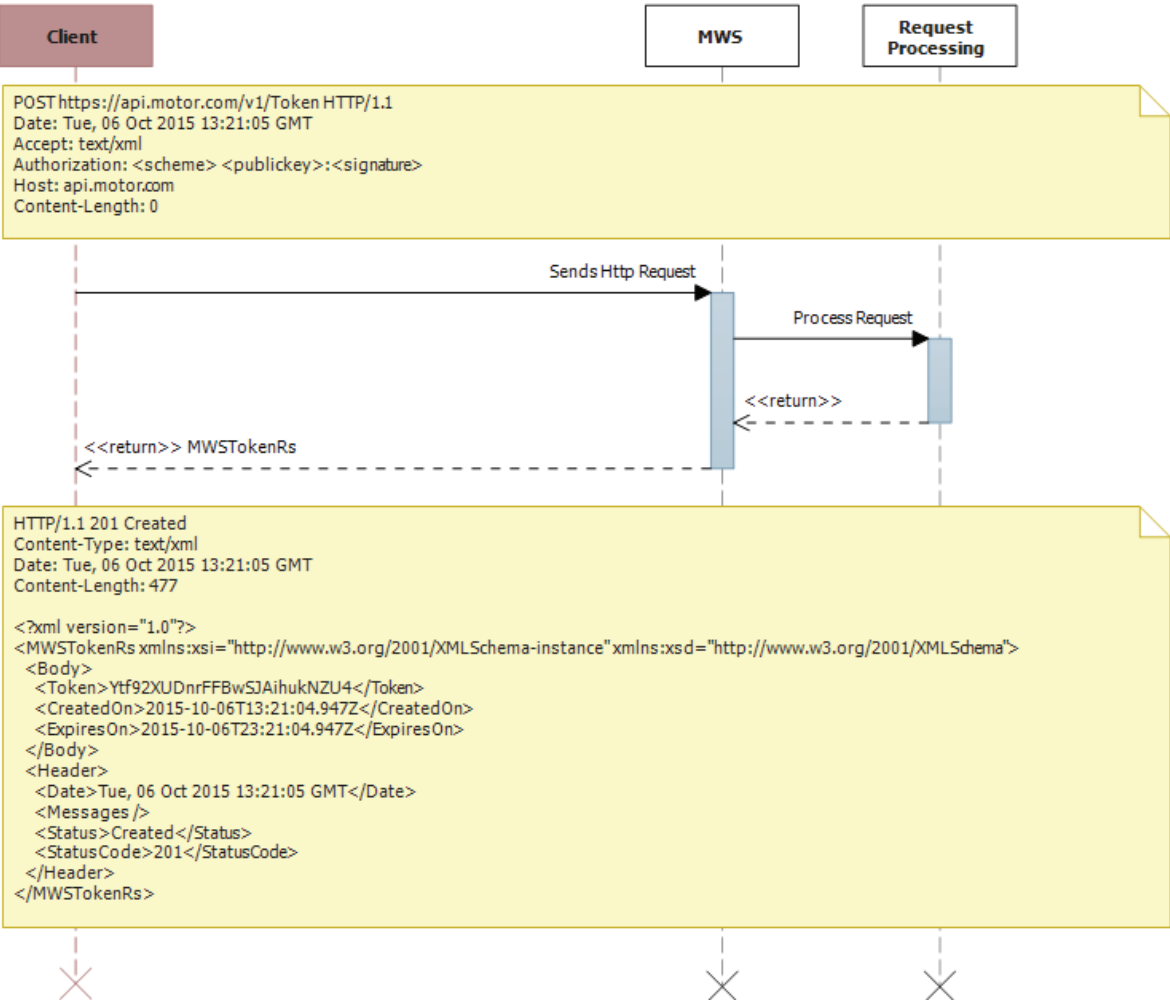 Client
MWS
Request
Processing
POST https://api.motor.com/v1/Token HTTP/1.1
Date: Tue, 06 Oct 2015 13:21:05 GMT
Accept: text/xml
Authorization: <scheme> <publickey>:<signature>
Host: api.motor.com
Content-Length: 0
Sends Http Request
Process Request
<<return>>
<<return>> MWSTokenRs
HTTP/1.1 201 Created
Content-Type: text/xml
Date: Tue, 06 Oct 2015 13:21:05 GMT
Content-Length: 477
<?xml version="1.0"?>
<MWSTokenRs xmlns:xsi="http://www.w3.org/2001/XMLSchema-instance" xmlns:xsd="http://www.w3.org/2001/XMLSchema">
<Body>
<Token>Ytf92XUDnrFFBwSJAihukNZU4</Token>
<CreatedOn>2015-10-06T13:21:04.947Z</CreatedOn>
<ExpiresOn>2015-10-06T23:21:04.947Z</ExpiresOn>
</Body>
<Header>
<Date>Tue, 06 Oct 2015 13:21:05 GMT</Date>
<Messages />
<Status>Created</Status>
<StatusCode>201</StatusCode>
</Header>
</MWSTokenRs>